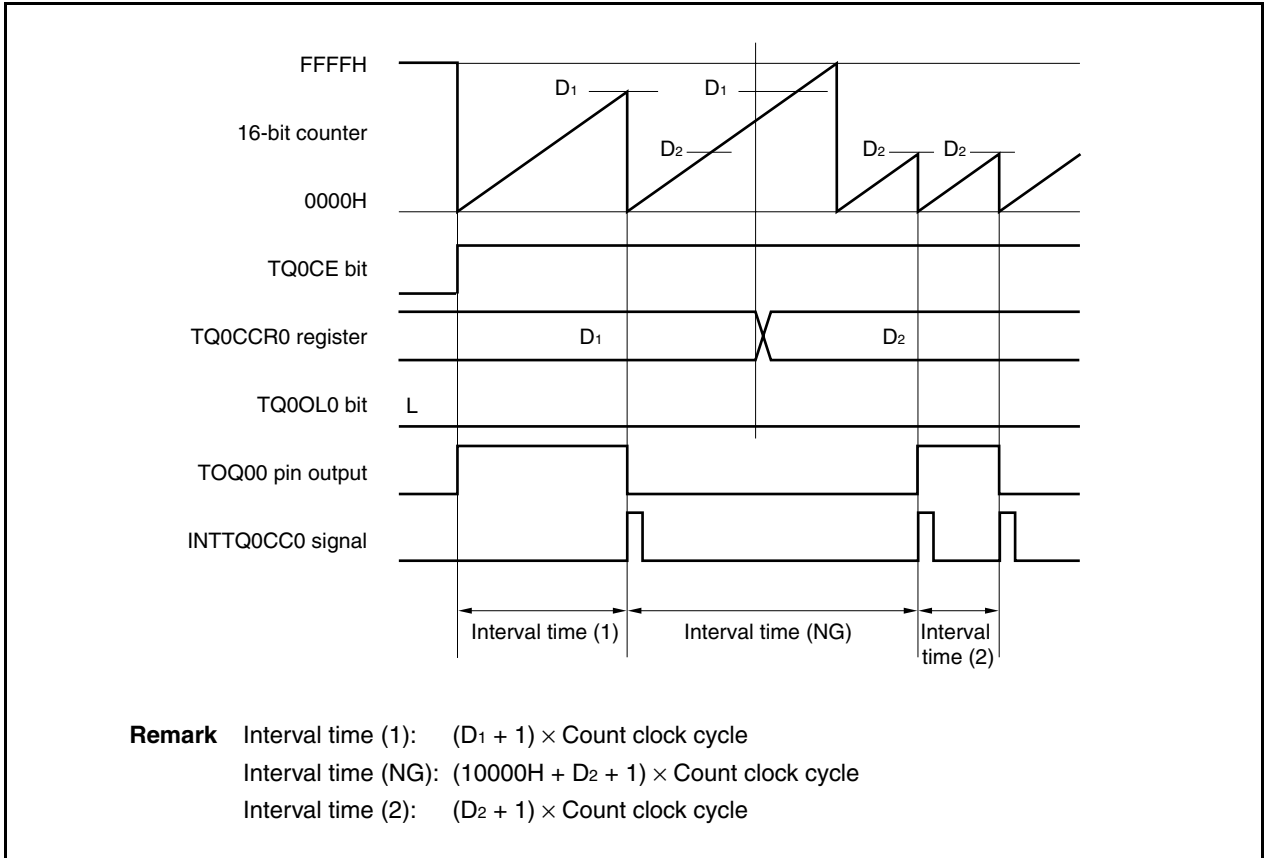 FFFFH
D1
D1
16-bit counter
D2
D2
D2
0000H
TQ0CE bit
TQ0CCR0 register
D1
D2
TQ0OL0 bit
L
TOQ00 pin output
INTTQ0CC0 signal
Interval time (1)
Interval time (NG)
Interval
time (2)
Remark Interval time (1): (D1 + 1) × Count clock cycle
Interval time (NG): (10000H + D2 + 1) × Count clock cycle
Interval time (2): (D2 + 1) × Count clock cycle